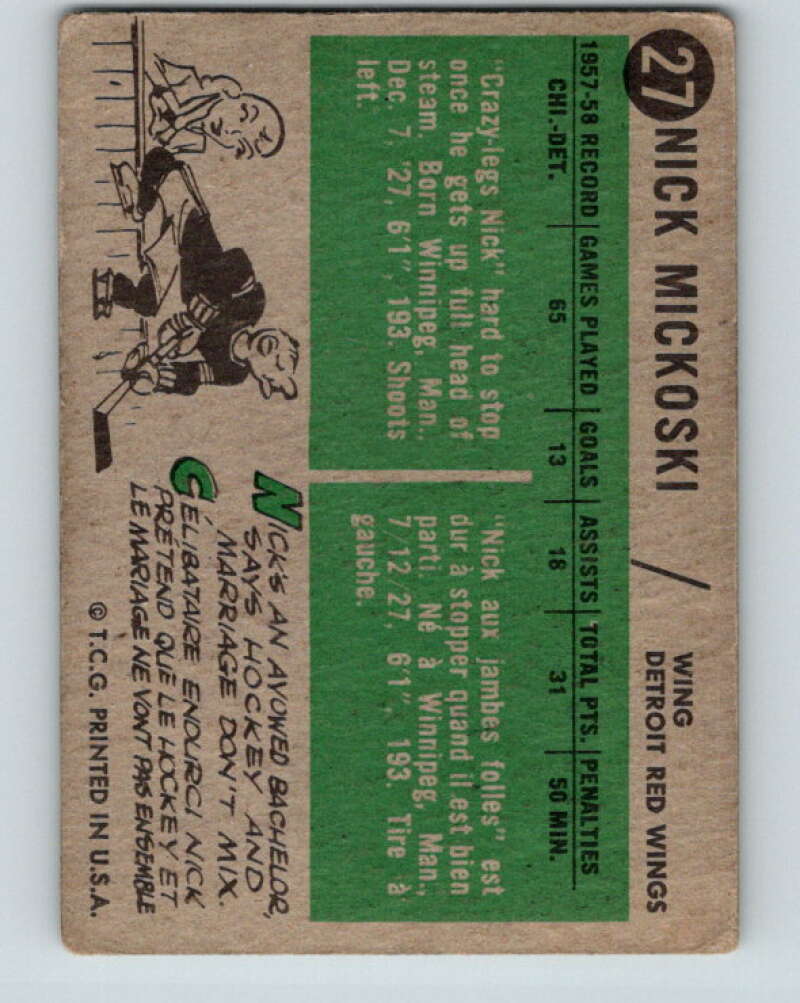 27 NICK MICKOSKI
WING
DETROIT RED WINGS
1957-58 RECORD GAMES PLAYED GOALS ASSISTS TOTAL PTS. PENALTIES
CHI.-DET. 65 13 18 31 50 MIN.
"Crazy-legs Nick" hard to stop
once he gets up full head of
steam. Born Winnipeg, Man.,
Dec. 7, '27, 6'1", 193. Shoots
left.
"Nick aux jambes folles" est
dur à stopper quand il est bien
parti. Né à Winnipeg, Man.,
7/12/27, 6'1", 193. Tire à
gauche.
NICK'S AN AVOWED BACHELOR,
SAYS HOCKEY AND
MARRIAGE DON'T MIX.
CÉLIBATAIRE ENDURCI NICK
PRÉTEND QUE LE HOCKEY ET
LE MARIAGE NE VONT PAS ENSEMBLE
© T.C.G. PRINTED IN U.S.A.